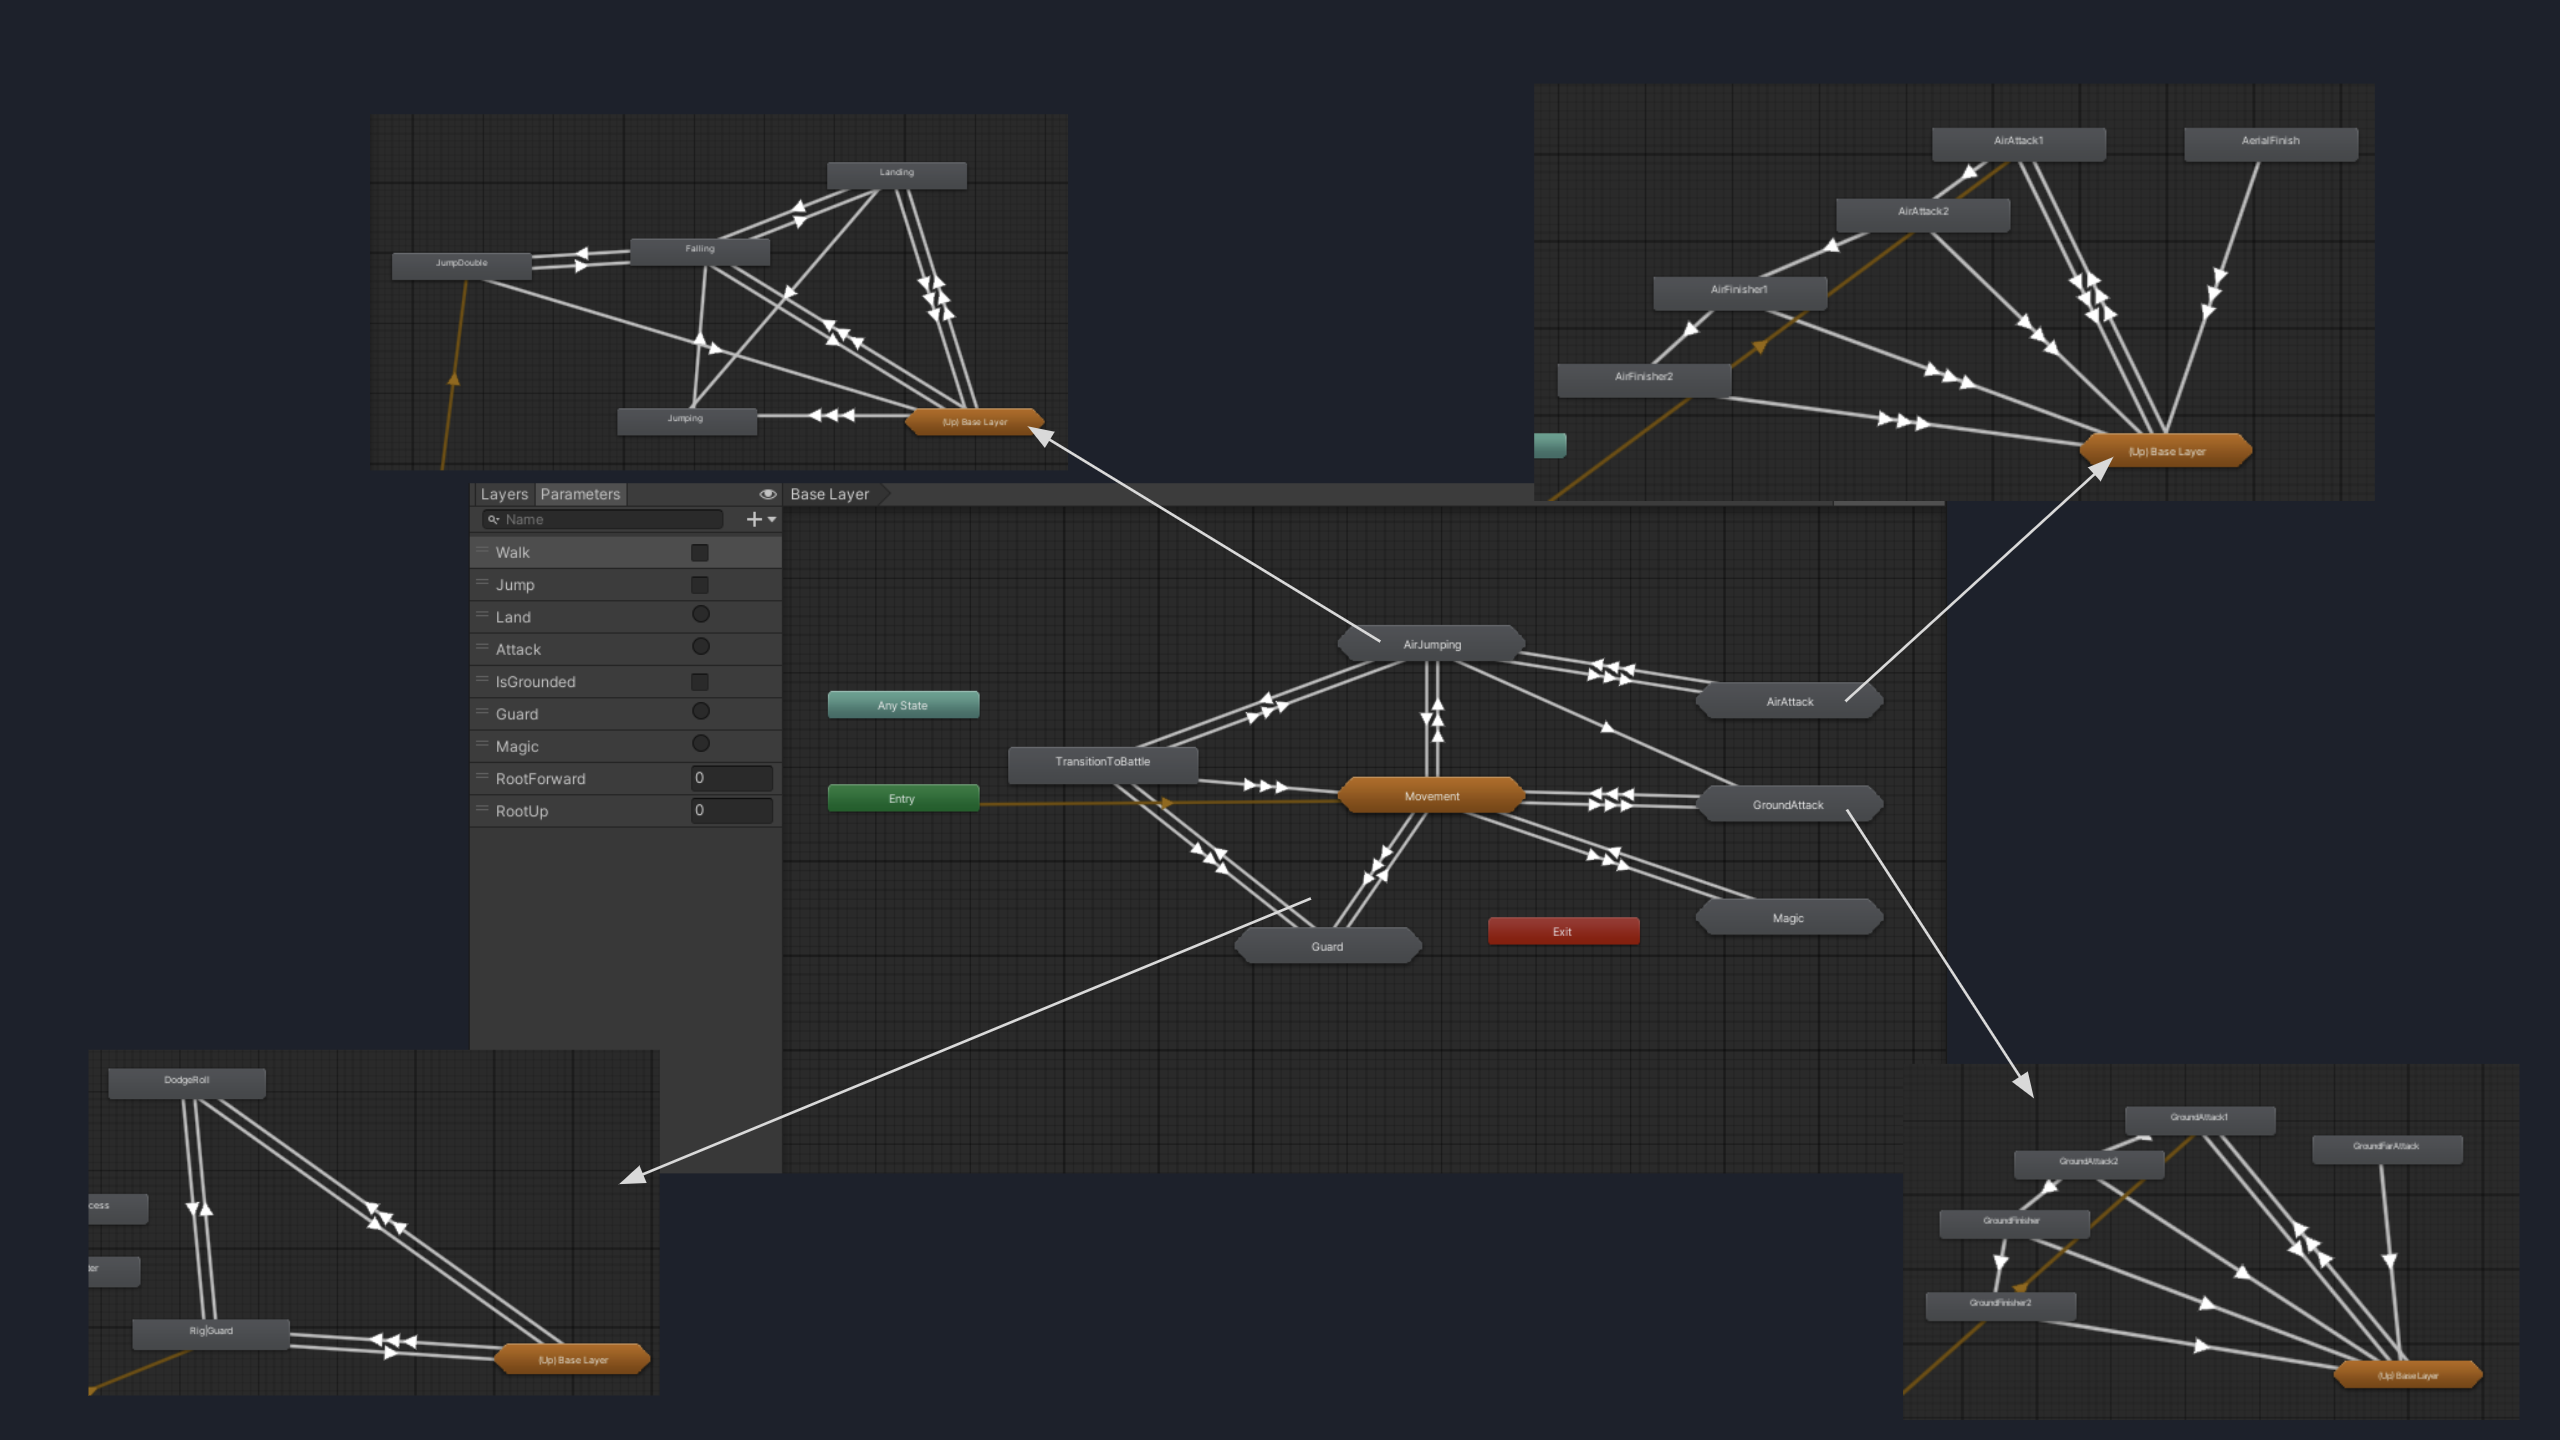 Landing
Falling
JumpDouble
Jumping
(Up) Base Layer
AirAttack1
AerialFinish
AirAttack2
AirFinisher1
AirFinisher2
(Up) Base Layer
Layers
Parameters
Base Layer
Name
Walk
Jump
Land
Attack
IsGrounded
Guard
Magic
RootForward
0
RootUp
0
AirJumping
AirAttack
Any State
TransitionToBattle
Entry
Movement
GroundAttack
Magic
Exit
Guard
DodgeRoll
cess
Rig|Guard
(Up) Base Layer
GroundAttack1
GroundFarAttack
GroundAttack2
GroundFinisher
GroundFinisher2
(Up) Base Layer